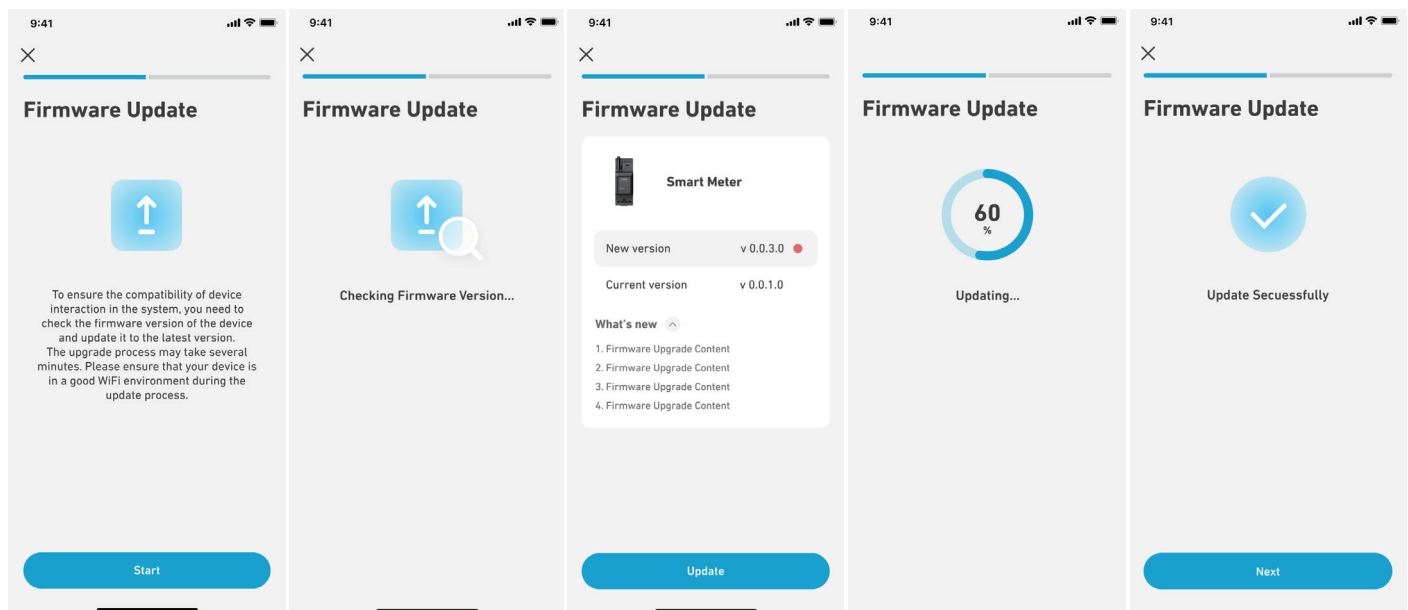 9:41
Firmware Update
To ensure the compatibility of device
interaction in the system, you need to
check the firmware version of the device
and update it to the latest version.
The upgrade process may take several
minutes. Please ensure that your device is
in a good WiFi environment during the
update process.
Start
9:41
Firmware Update
Checking Firmware Version...
9:41
Firmware Update
Smart Meter
New version v 0.0.3.0
Current version v 0.0.1.0
What's new
1. Firmware Upgrade Content
2. Firmware Upgrade Content
3. Firmware Upgrade Content
4. Firmware Upgrade Content
Update
9:41
Firmware Update
60
%
Updating...
9:41
Firmware Update
Update Secuessfully
Next